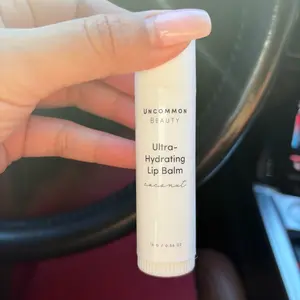 UNCOMMON
BEAUTY
Ultra-
Hydrating
Lip Balm
coconut